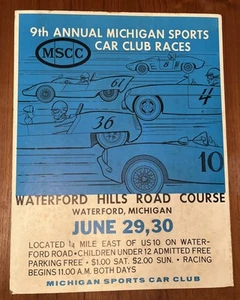 9th ANNUAL MICHIGAN SPORTS
CAR CLUB RACES
MSCC
8
61
4
36
10
WATERFORD HILLS ROAD COURSE
WATERFORD, MICHIGAN
JUNE 29,30
LOCATED ¼ MILE EAST OF US10 ON WATER-
FORD ROAD•CHILDREN UNDER 12 ADMITTED FREE
PARKING FREE • $1.00 SAT. $2.00 SUN. • RACING
BEGINS 11:00 A.M. BOTH DAYS
MICHIGAN SPORTS CAR CLUB